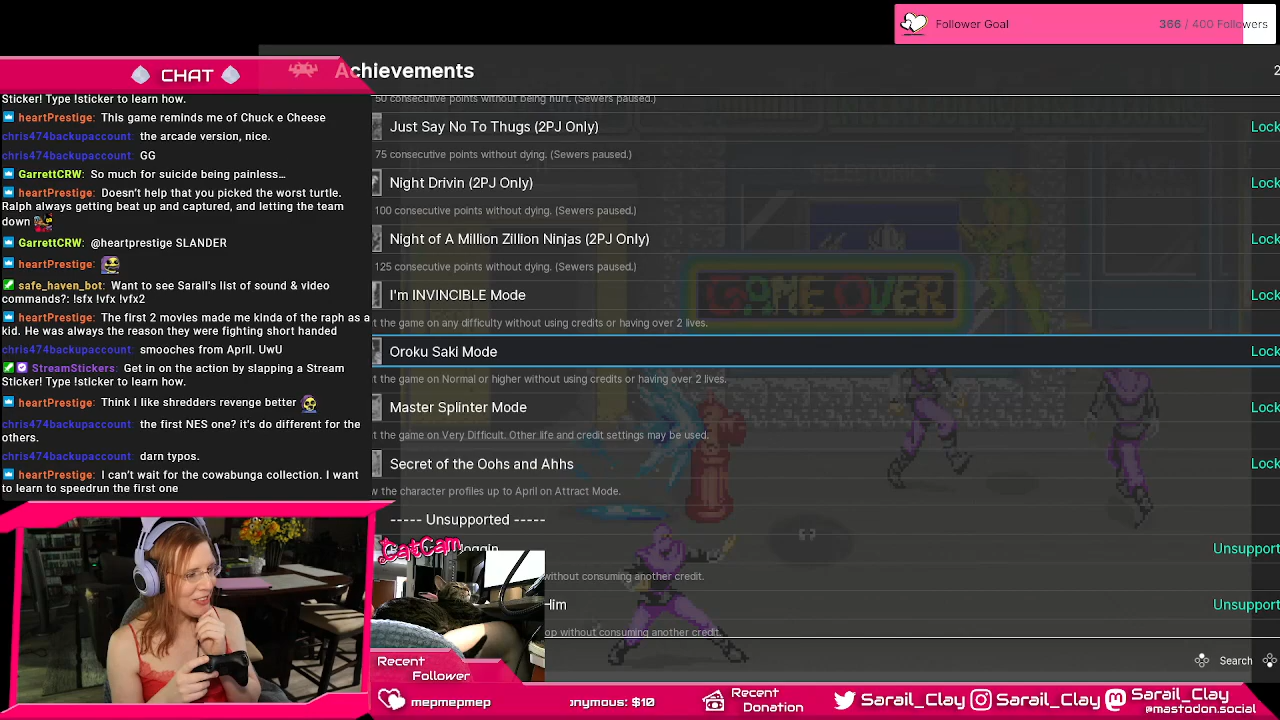 Follower Goal
366 / 400 Followers
CHAT
Achievements
2
Sticker! Type !sticker to learn how.
heartPrestige: This game reminds me of Chuck e Cheese
chris474backupaccount: the arcade version, nice.
chris474backupaccount: GG
GarrettCRW: So much for suicide being painless…
heartPrestige: Doesn't help that you picked the worst turtle.
Ralph always getting beat up and captured, and letting the team
down
GarrettCRW: @heartprestige SLANDER
heartPrestige:
safe_haven_bot: Want to see Sarail's list of sound & video
commands?: !sfx !vfx !vfx2
heartPrestige: The first 2 movies made me kinda of the raph as a
kid. He was always the reason they were fighting short handed
chris474backupaccount: smooches from April. UwU
StreamStickers: Get in on the action by slapping a Stream
Sticker! Type !sticker to learn how.
heartPrestige: Think I like shredders revenge better
chris474backupaccount: the first NES one? it's do different for the
others.
chris474backupaccount: darn typos.
heartPrestige: I can't wait for the cowabunga collection. I want
to learn to speedrun the first one
50 consecutive points without being hurt. (Sewers paused.)
Just Say No To Thugs (2PJ Only)
Lock
75 consecutive points without dying. (Sewers paused.)
Night Drivin (2PJ Only)
Lock
100 consecutive points without dying. (Sewers paused.)
Night of A Million Zillion Ninjas (2PJ Only)
Lock
125 consecutive points without dying. (Sewers paused.)
I'm INVINCIBLE Mode
Lock
t the game on any difficulty without using credits or having over 2 lives.
Oroku Saki Mode
Lock
t the game on Normal or higher without using credits or having over 2 lives.
Master Splinter Mode
Lock
t the game on Very Difficult. Other life and credit settings may be used.
Secret of the Oohs and Ahhs
Lock
w the character profiles up to April on Attract Mode.
----- Unsupported -----
Unsupport
without consuming another credit.
Him
Unsupport
op without consuming another credit.
GAME OVER
CatCam
Search
Recent
Follower
mepmepmep
onymous: $10
Recent
Donation
Sarail_Clay
Sarail_Clay
Sarail_Clay
@mastodon.social